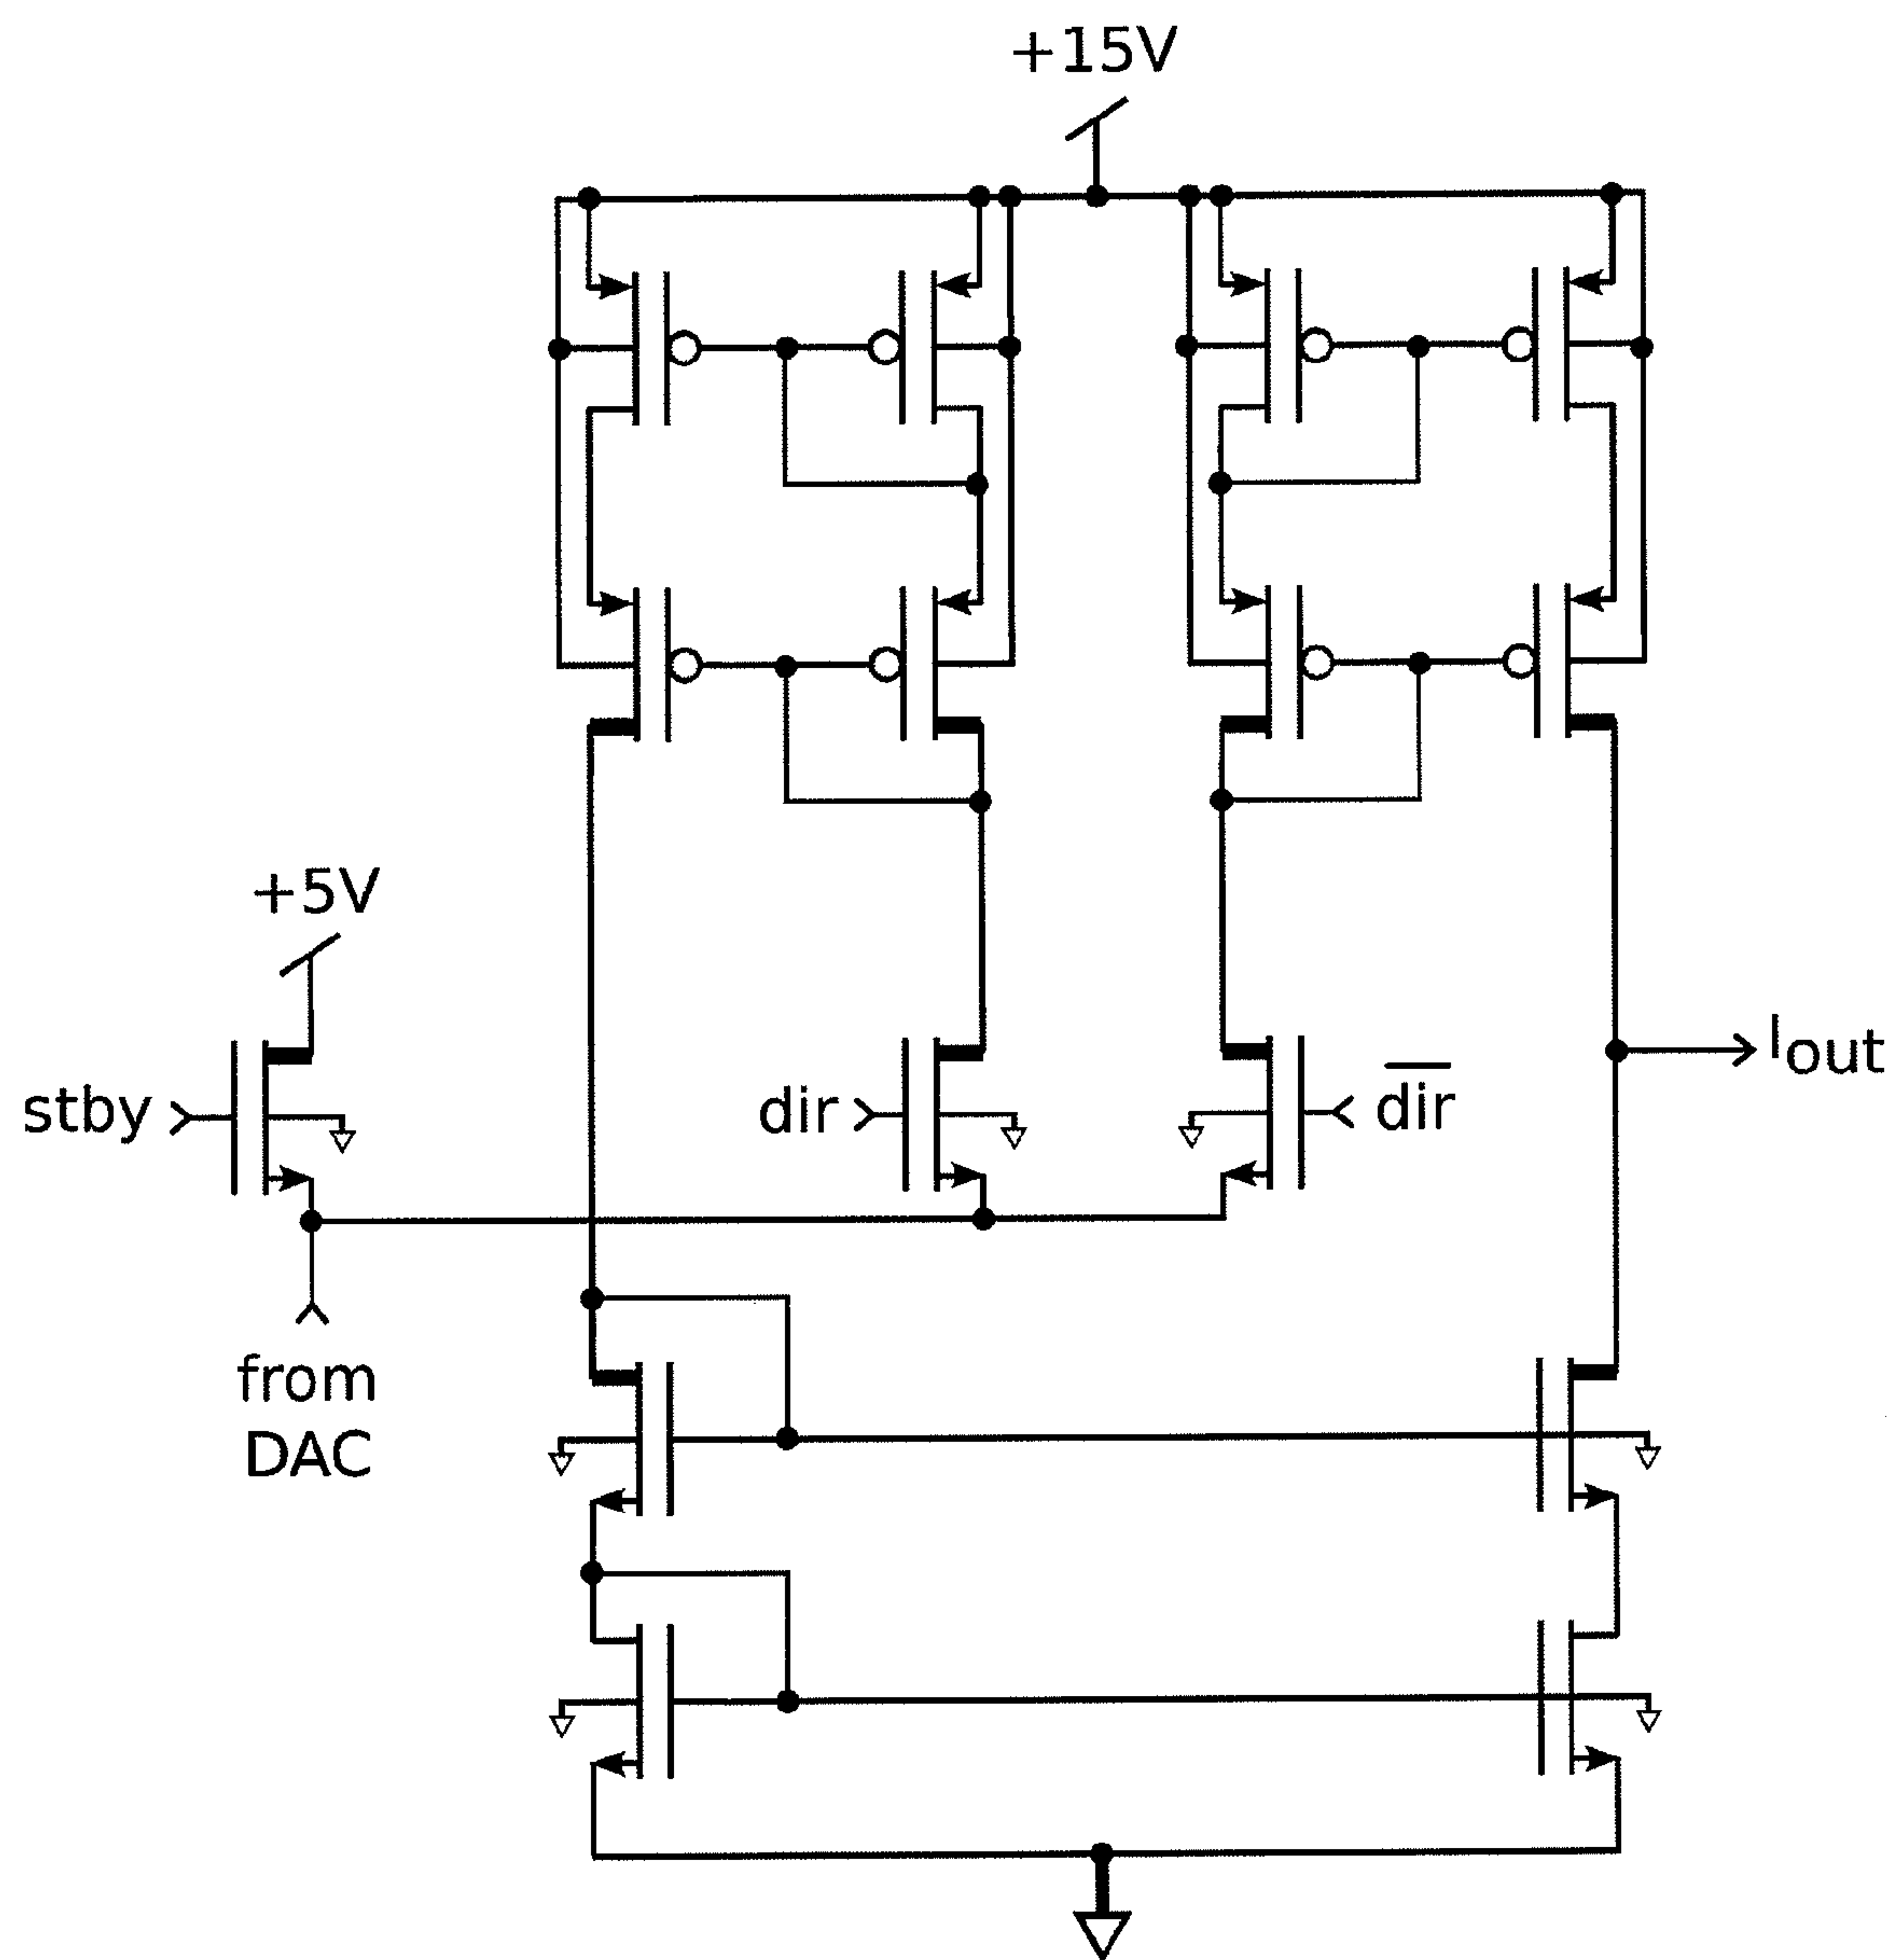 +15V
+5V
stby
dir
dir
Iout
from
DAC